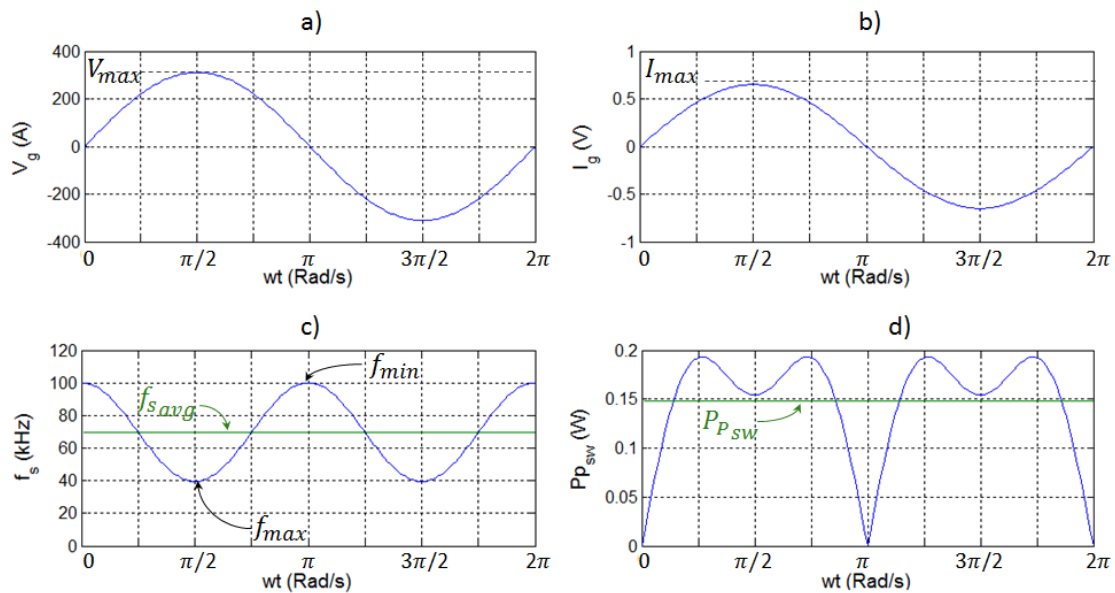 a)
400
200
0
-200
-400
V_g (A)
V_max
0 π/2 π 3π/2 2π
wt (Rad/s)
b)
1
0.5
0
-0.5
-1
I_g (V)
I_max
0 π/2 π 3π/2 2π
wt (Rad/s)
c)
120
100
80
60
40
20
0
f_s (kHz)
f_s avg
f_min
f_max
0 π/2 π 3π/2 2π
wt (Rad/s)
d)
0.2
0.15
0.1
0.05
0
Pp_sw (W)
P_P_sw
0 π/2 π 3π/2 2π
wt (Rad/s)